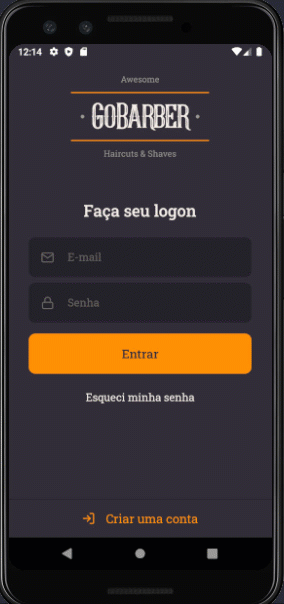 12:14
Awesome
GOBARBER
Haircuts & Shaves
Faça seu logon
E-mail
Senha
Entrar
Esqueci minha senha
Criar uma conta